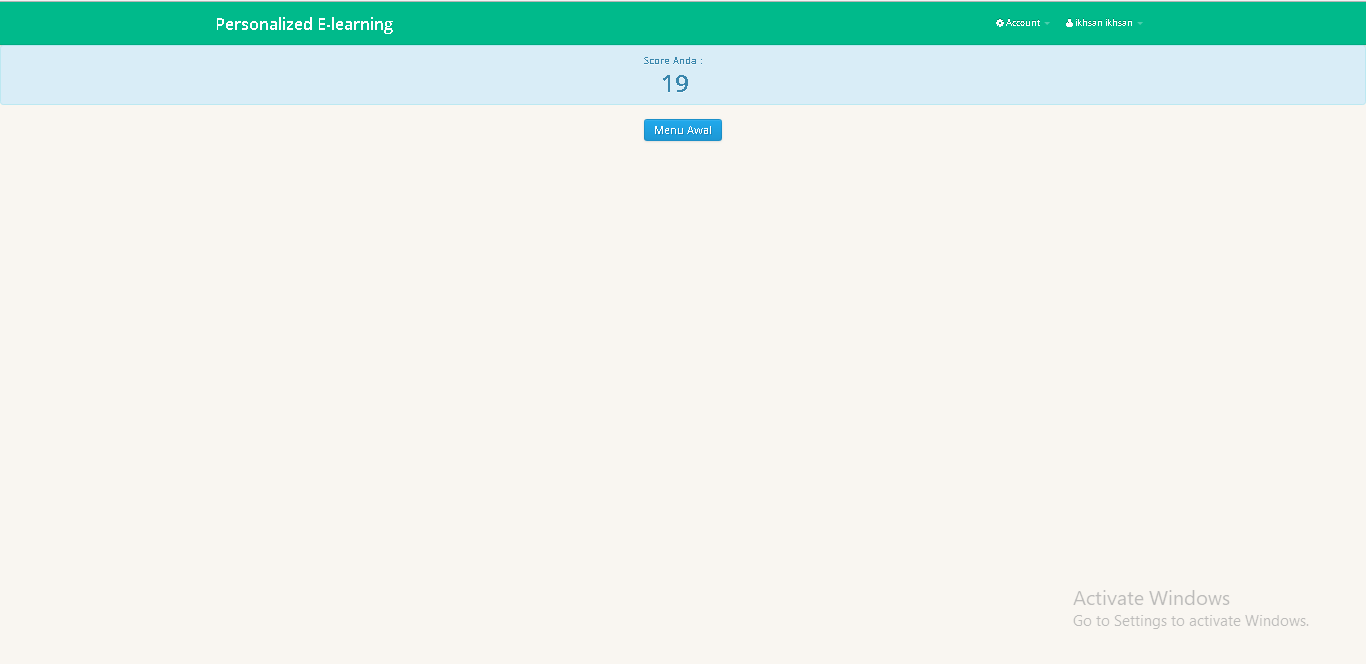 Personalized E-learning
Account
ikhsan ikhsan
Score Anda :
19
Menu Awal
Activate Windows
Go to Settings to activate Windows.